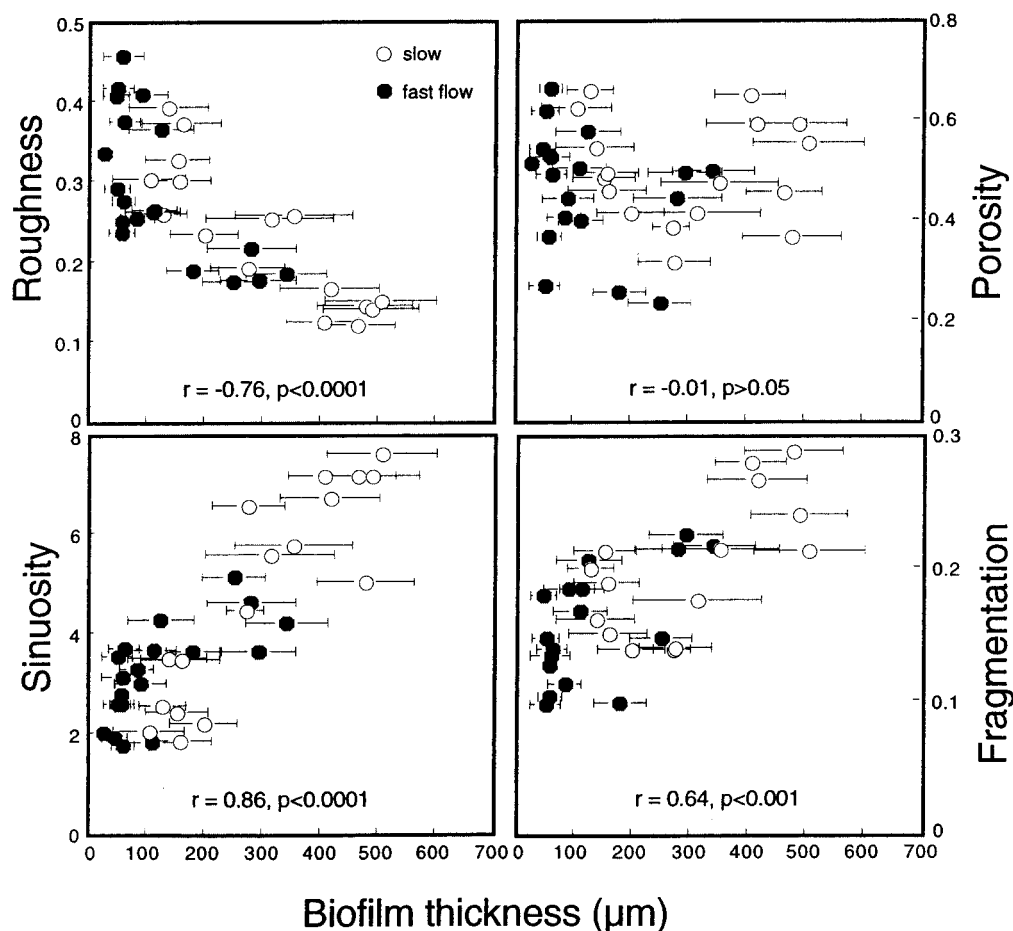 0.5
0.4
0.3
0.2
0.1
0
Roughness
slow
fast flow
r = -0.76, p<0.0001
0.8
0.6
0.4
0.2
0
Porosity
r = -0.01, p>0.05
8
6
4
2
0
Sinuosity
r = 0.86, p<0.0001
0.3
0.2
0.1
0
Fragmentation
r = 0.64, p<0.001
0 100 200 300 400 500 600 700
0 100 200 300 400 500 600 700
Biofilm thickness (µm)